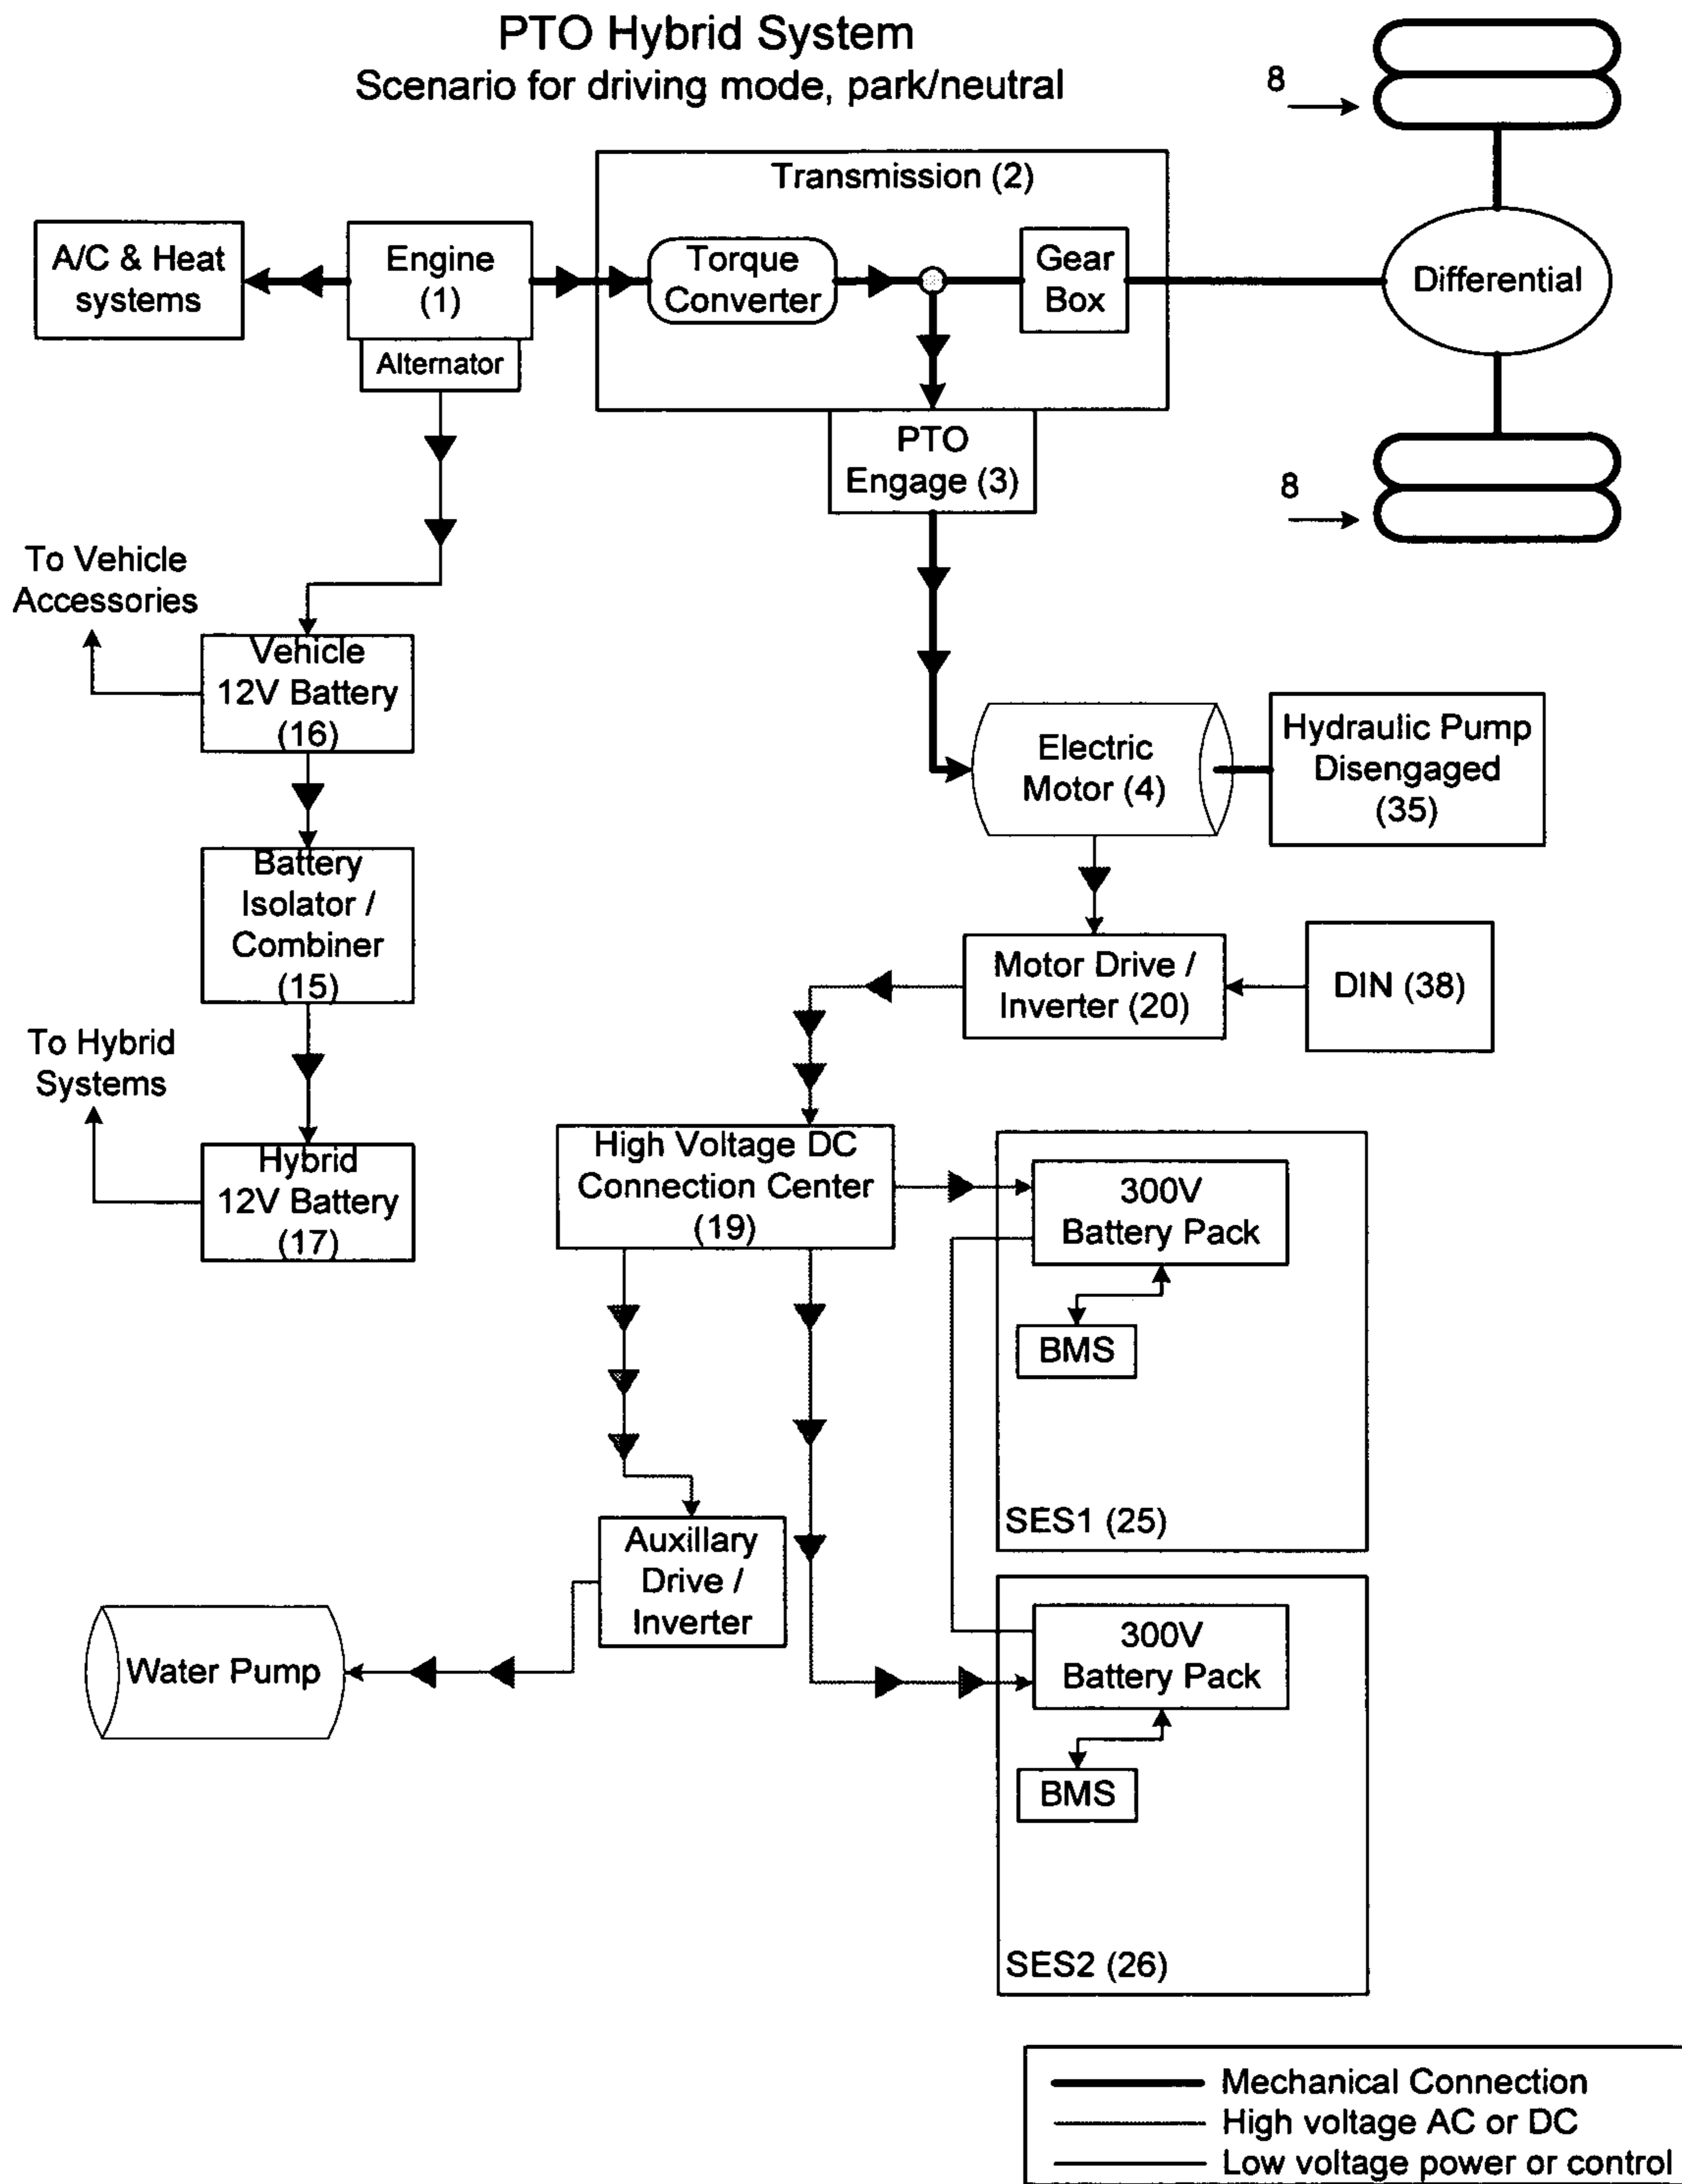 PTO Hybrid System
Scenario for driving mode, park/neutral
8
Transmission (2)
A/C & Heat
systems
Engine
(1)
Torque
Converter
Gear
Box
Differential
Alternator
PTO
Engage (3)
8
To Vehicle
Accessories
Vehicle
12V Battery
(16)
Electric
Motor (4)
Hydraulic Pump
Disengaged
(35)
Battery
Isolator /
Combiner
(15)
Motor Drive /
Inverter (20)
DIN (38)
To Hybrid
Systems
Hybrid
12V Battery
(17)
High Voltage DC
Connection Center
(19)
300V
Battery Pack
BMS
SES1 (25)
Auxillary
Drive /
Inverter
Water Pump
300V
Battery Pack
BMS
SES2 (26)
Mechanical Connection
High voltage AC or DC
Low voltage power or control